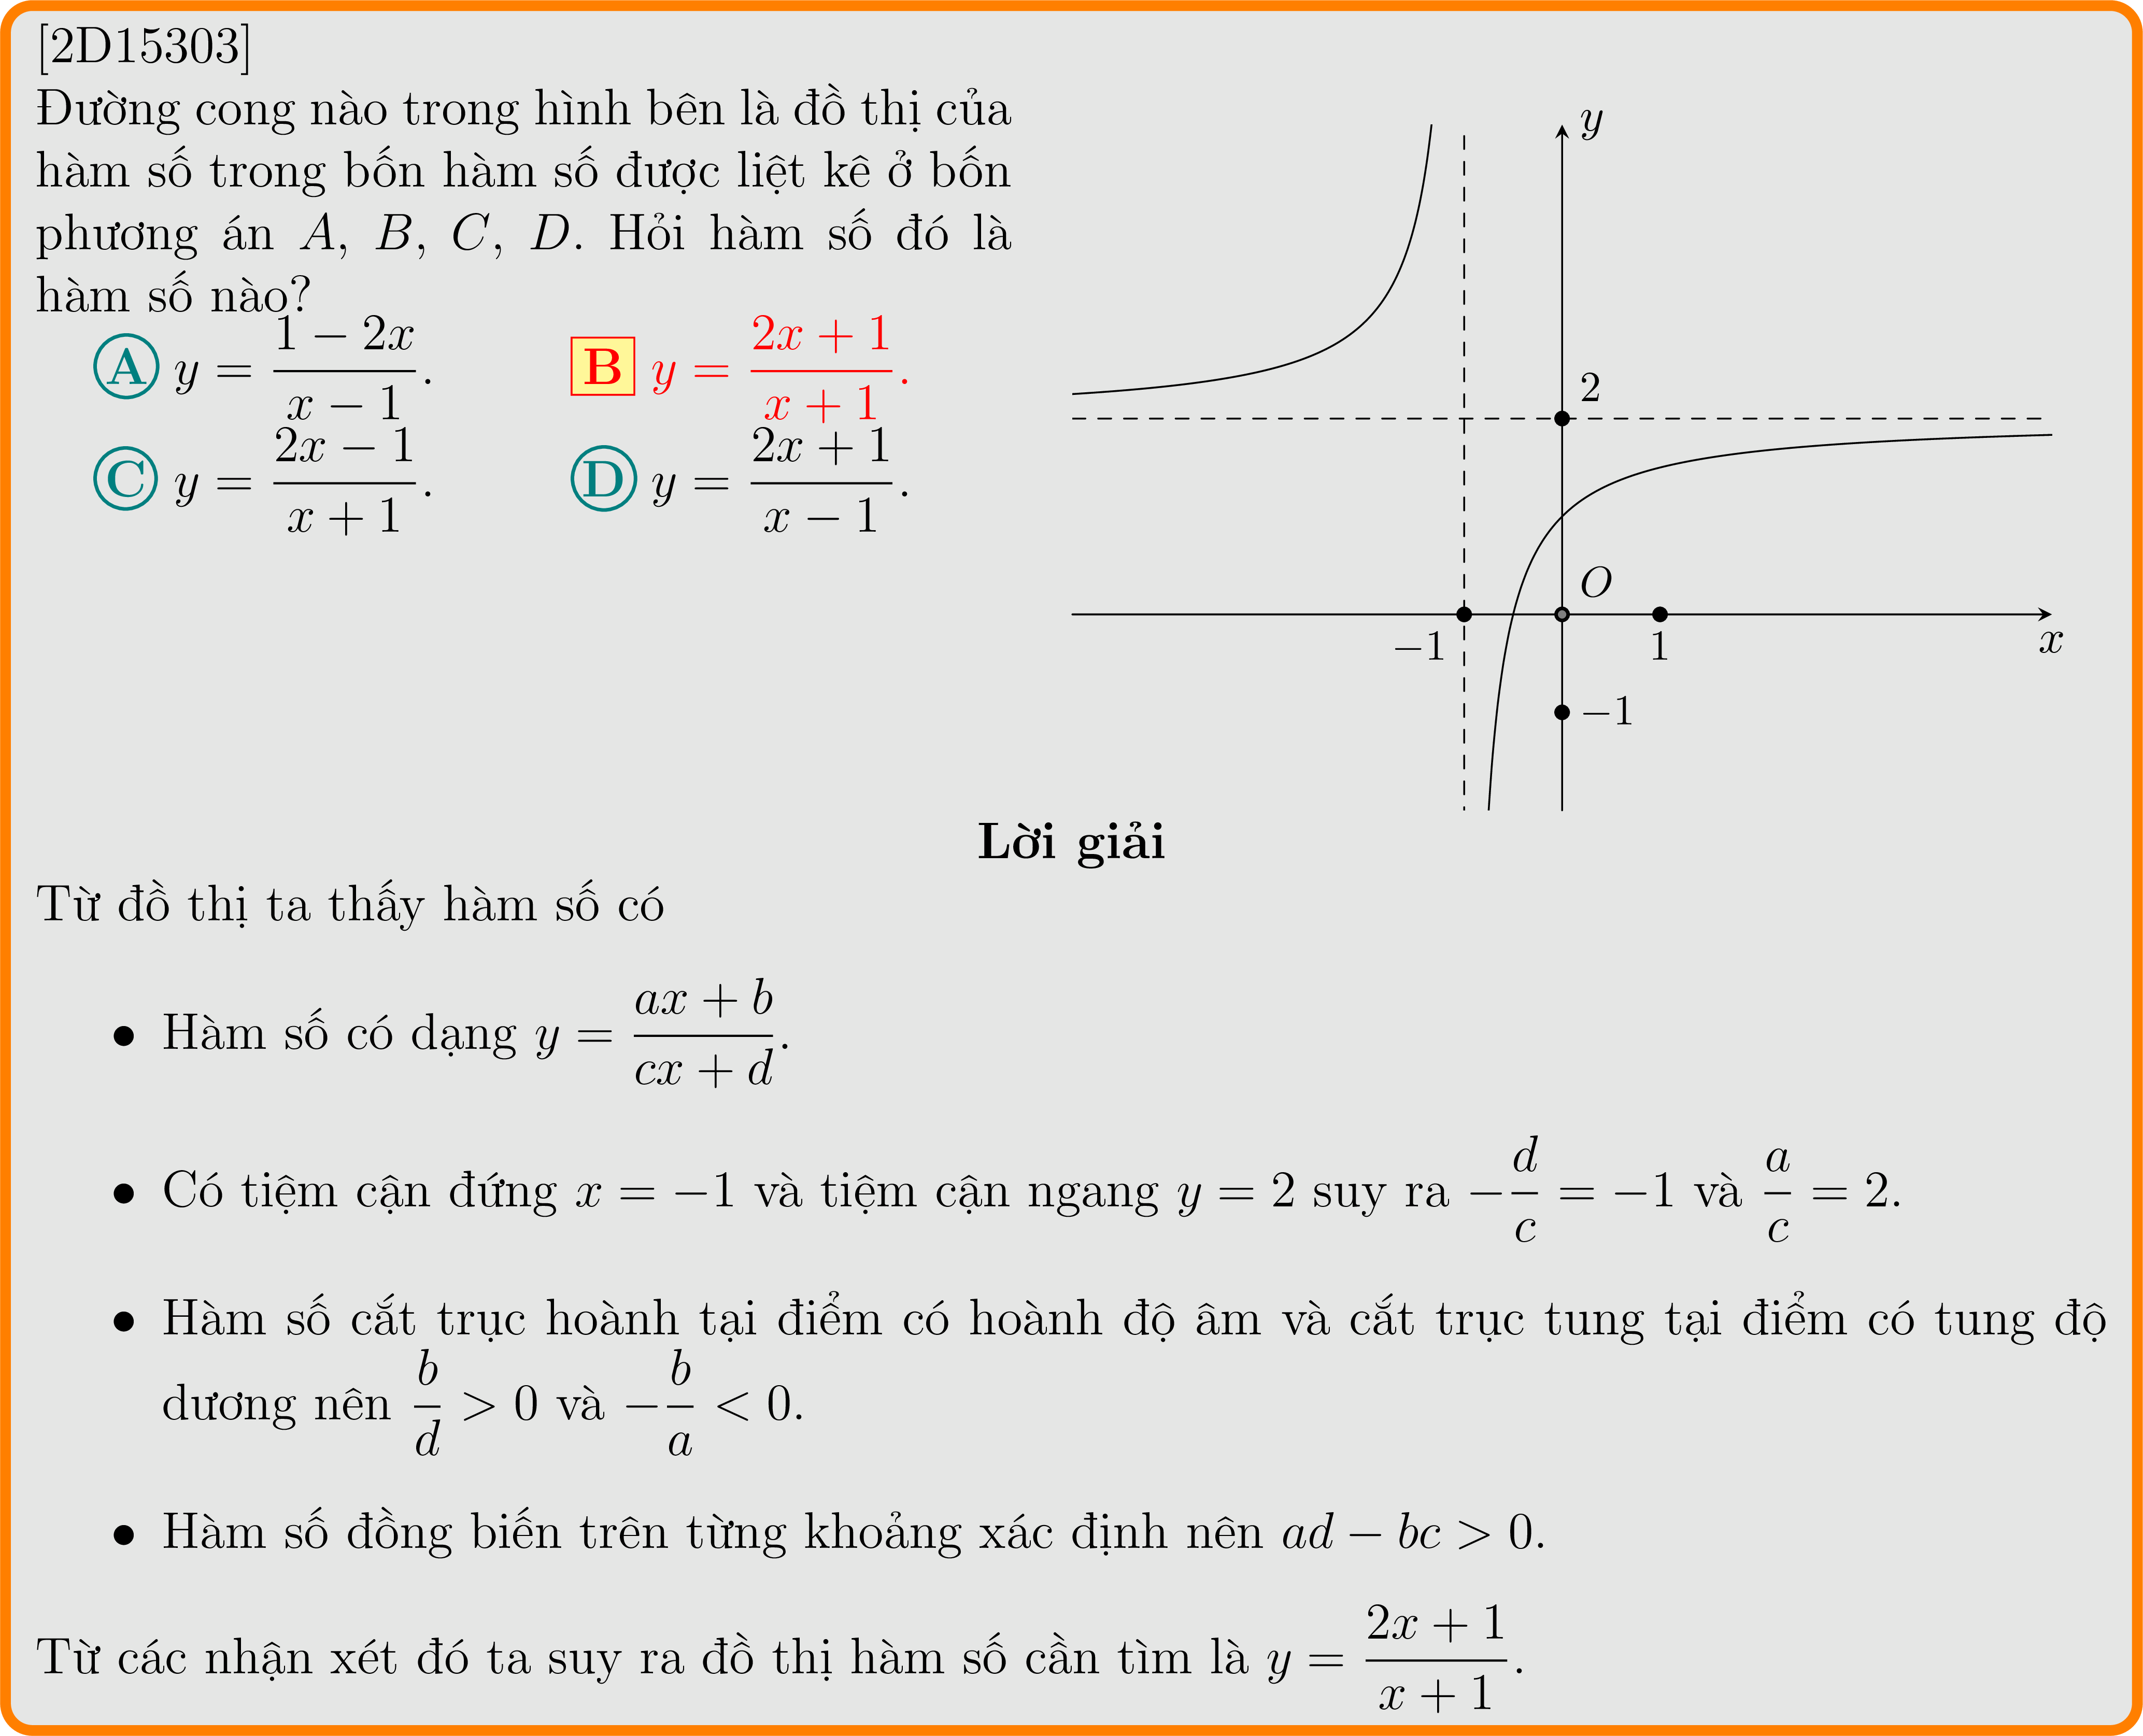 [2D15303]
Đường cong nào trong hình bên là đồ thị của
hàm số trong bốn hàm số được liệt kê ở bốn
phương án A, B, C, D. Hỏi hàm số đó là
hàm số nào?
A y = \frac{1 − 2x}{x − 1}. B y = \frac{2x + 1}{x + 1}.
C y = \frac{2x − 1}{x + 1}. D y = \frac{2x + 1}{x − 1}.
y
2
O
−1 1 x
−1
Lời giải
Từ đồ thị ta thấy hàm số có
• Hàm số có dạng y = \frac{ax + b}{cx + d}.
• Có tiệm cận đứng x = −1 và tiệm cận ngang y = 2 suy ra −\frac{d}{c} = −1 và \frac{a}{c} = 2.
• Hàm số cắt trục hoành tại điểm có hoành độ âm và cắt trục tung tại điểm có tung độ
dương nên \frac{b}{d} > 0 và −\frac{b}{a} < 0.
• Hàm số đồng biến trên từng khoảng xác định nên ad − bc > 0.
Từ các nhận xét đó ta suy ra đồ thị hàm số cần tìm là y = \frac{2x + 1}{x + 1}.